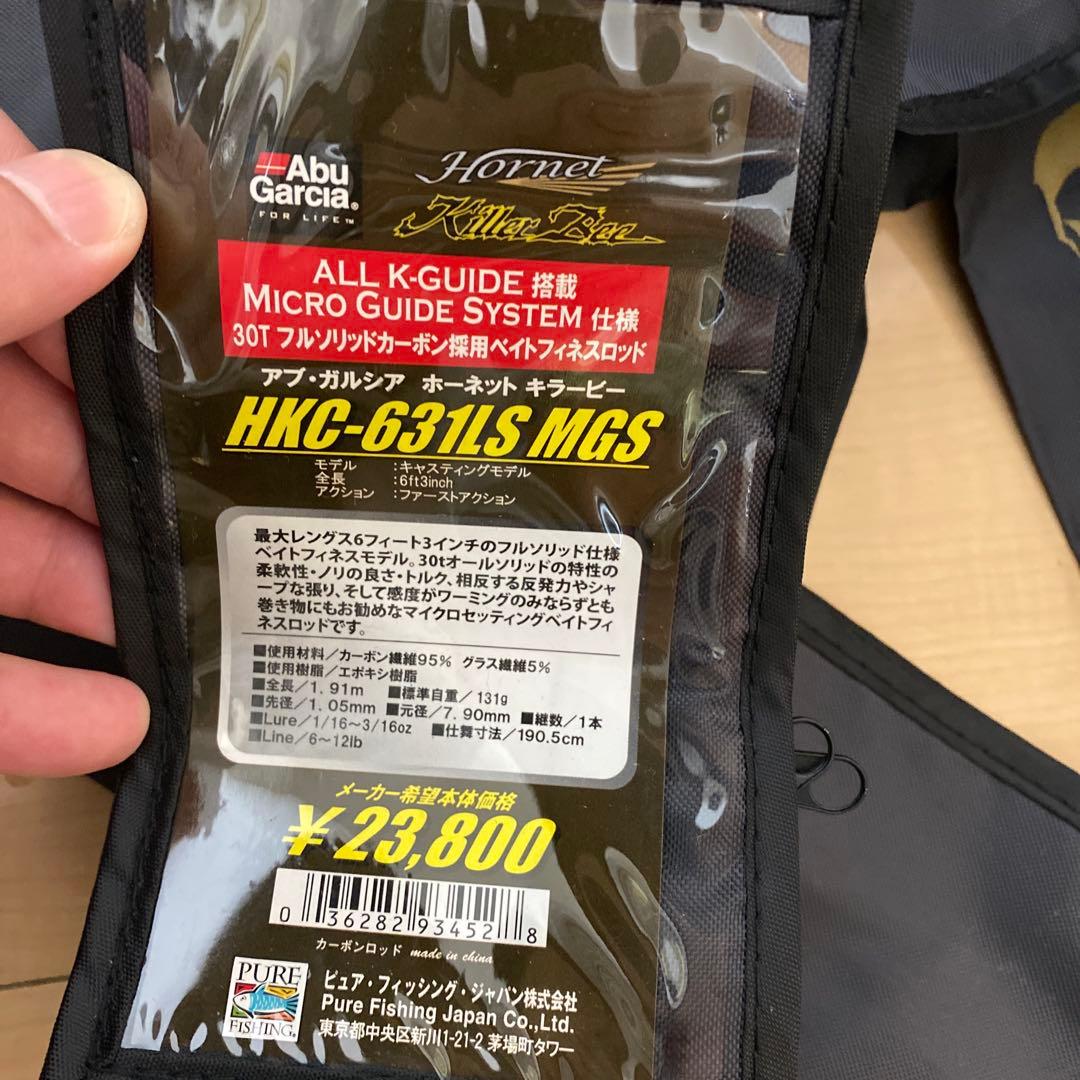 Abu
Garcia®
FOR LIFE™
Hornet
Killer Bee
ALL K-GUIDE 搭載
MICRO GUIDE SYSTEM 仕様
30T フルソリッドカーボン採用ベイトフィネスロッド
アブ・ガルシア ホーネット キラービー
HKC-631LS MGS
モデル :キャスティングモデル
全長 :6ft3inch
アクション :ファーストアクション
最大レングス6フィート3インチのフルソリッド仕様
ベイトフィネスモデル。30tオールソリッドの特性の
柔軟性・ノリの良さ・トルク、相反する反発力やシャ
ープな張り、そして感度がワーミングのみならずとも
巻き物にもお勧めなマイクロセッティングベイトフィ
ネスロッドです。
■使用材料/カーボン繊維95% グラス繊維5%
■使用樹脂/エポキシ樹脂
■全長/1.91m ■標準自重/131g
■先径/1.05mm ■元径/7.90mm ■継数/1本
■Lure/1/16～3/16oz ■仕舞寸法/190.5cm
■Line/6～12lb
メーカー希望本体価格
¥23,800
0 36282 93452 8
カーボンロッド made in china
PURE
FISHING®
ピュア・フィッシング・ジャパン株式会社
Pure Fishing Japan Co.,Ltd.
東京都中央区新川1-21-2 茅場町タワー